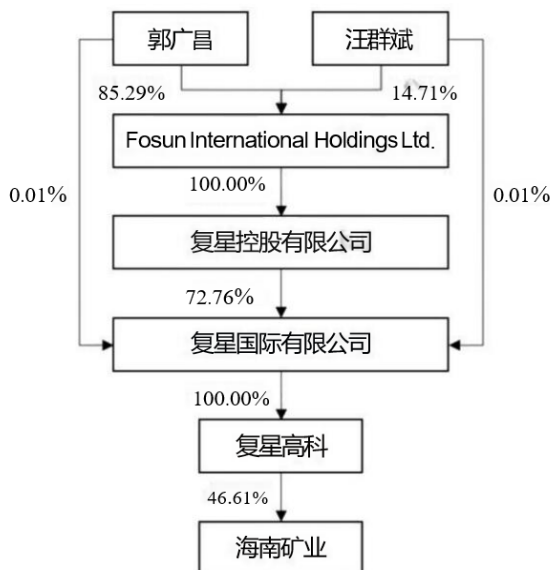 郭广昌
汪群斌
85.29%
14.71%
Fosun International Holdings Ltd.
100.00%
0.01%
0.01%
复星控股有限公司
72.76%
复星国际有限公司
100.00%
复星高科
46.61%
海南矿业